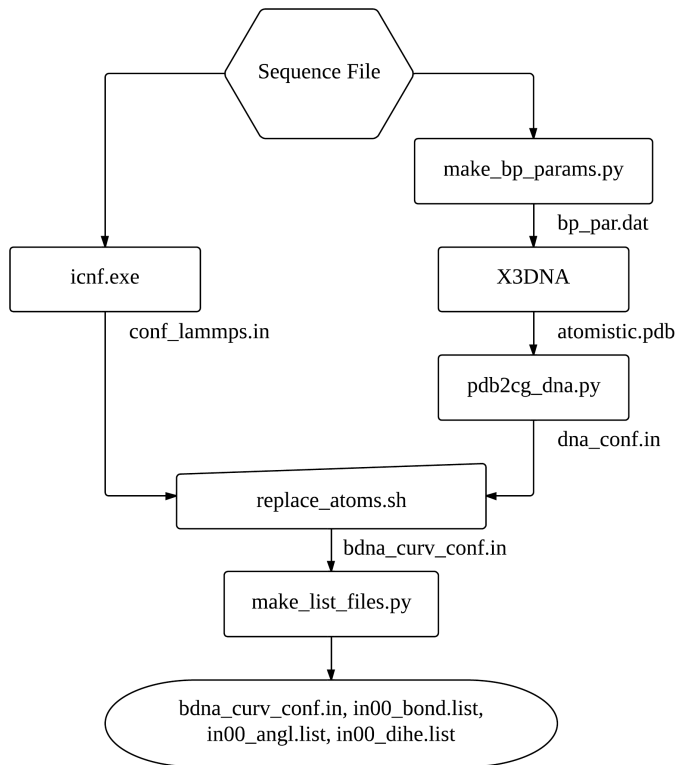 Sequence File
make_bp_params.py
bp_par.dat
icnf.exe
X3DNA
conf_lammps.in
atomistic.pdb
pdb2cg_dna.py
dna_conf.in
replace_atoms.sh
bdna_curv_conf.in
make_list_files.py
bdna_curv_conf.in, in00_bond.list,
in00_angl.list, in00_dihe.list